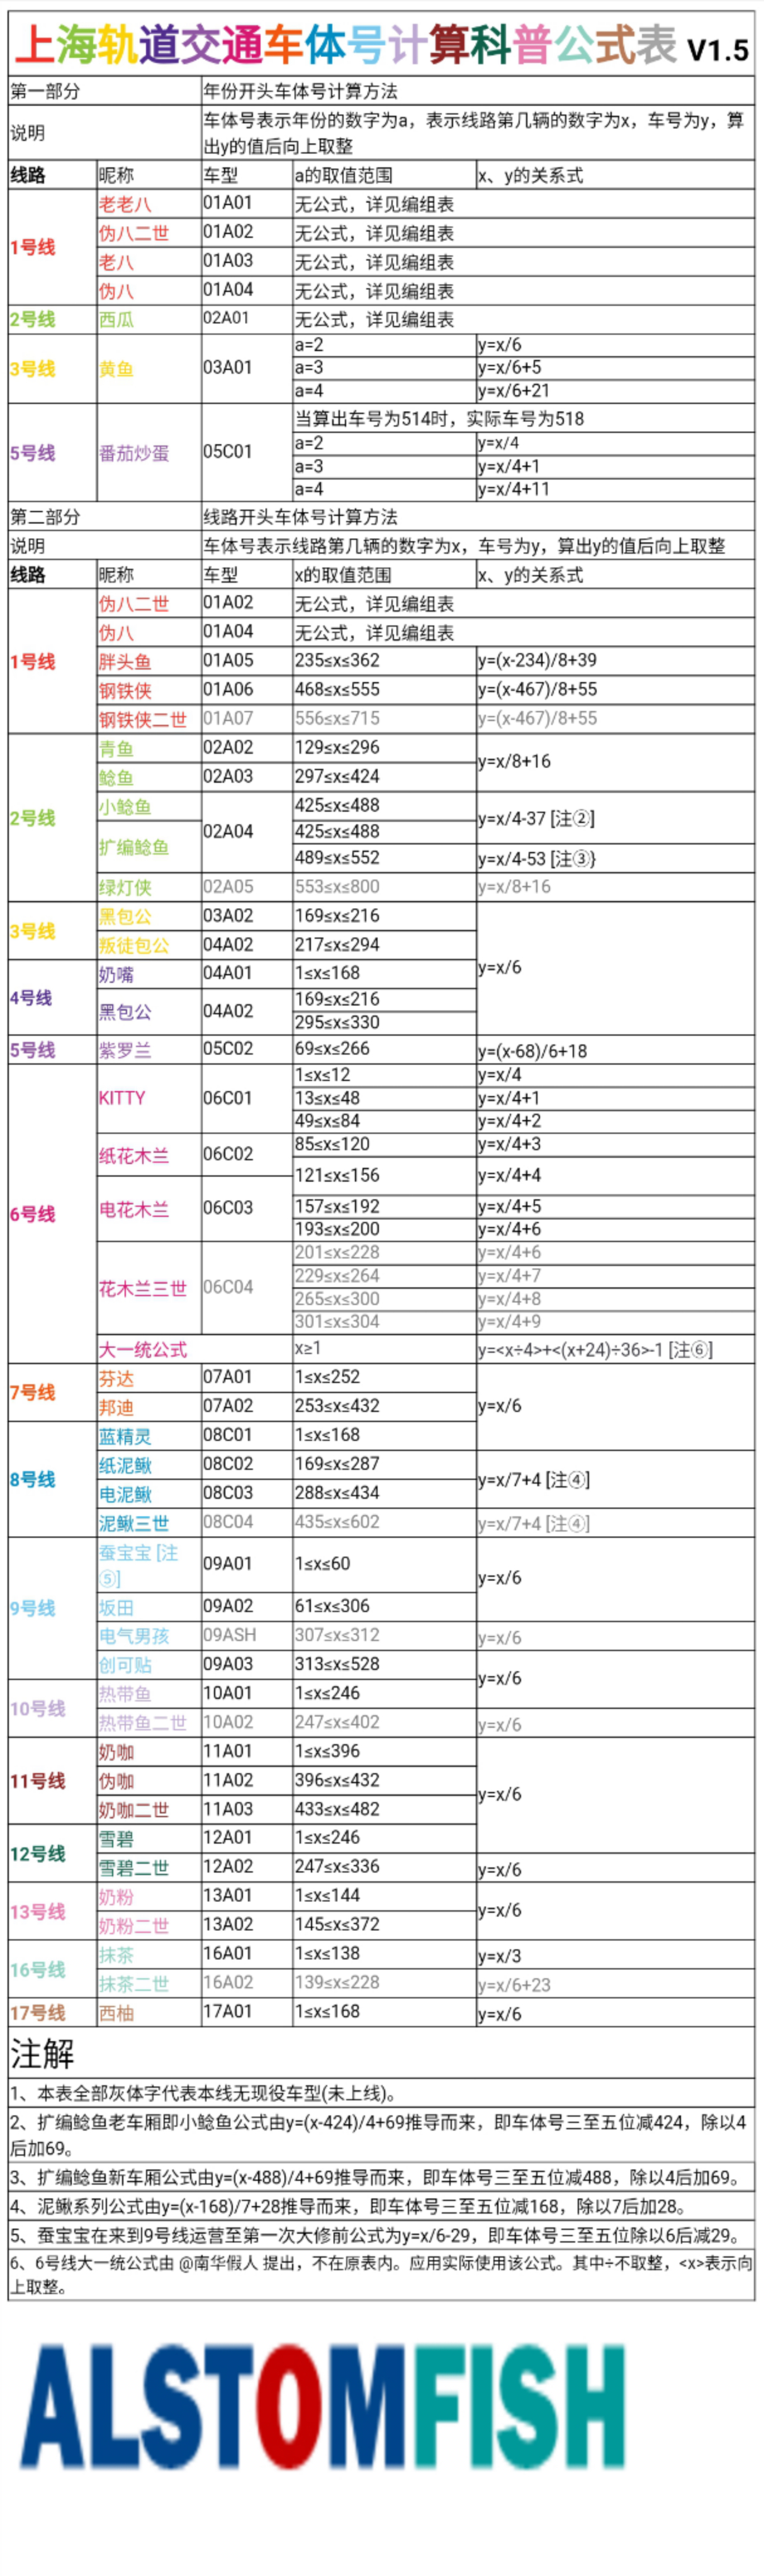 上海轨道交通车体号计算科普公式表 V1.5
第一部分 年份开头车体号计算方法
说明 车体号表示年份的数字为a，表示线路第几辆的数字为x，车号为y，算
出y的值后向上取整
线路 昵称 车型 a的取值范围 x、y的关系式
1号线 老老八 01A01 无公式，详见编组表
伪八二世 01A02 无公式，详见编组表
老八 01A03 无公式，详见编组表
伪八 01A04 无公式，详见编组表
2号线 西瓜 02A01 无公式，详见编组表
3号线 黄鱼 03A01 a=2 y=x/6
a=3 y=x/6+5
a=4 y=x/6+21
5号线 番茄炒蛋 05C01 当算出车号为514时，实际车号为518
a=2 y=x/4
a=3 y=x/4+1
a=4 y=x/4+11
第二部分 线路开头车体号计算方法
说明 车体号表示线路第几辆的数字为x，车号为y，算出y的值后向上取整
线路 昵称 车型 x的取值范围 x、y的关系式
1号线 伪八二世 01A02 无公式，详见编组表
伪八 01A04 无公式，详见编组表
胖头鱼 01A05 235≤x≤362 y=(x-234)/8+39
钢铁侠 01A06 468≤x≤555 y=(x-467)/8+55
钢铁侠二世 01A07 556≤x≤715 y=(x-467)/8+55
2号线 青鱼 02A02 129≤x≤296 y=x/8+16
鲶鱼 02A03 297≤x≤424
小鲶鱼 02A04 425≤x≤488 y=x/4-37 [注②]
扩编鲶鱼 425≤x≤488
489≤x≤552 y=x/4-53 [注③}
绿灯侠 02A05 553≤x≤800 y=x/8+16
3号线 黑包公 03A02 169≤x≤216 y=x/6
叛徒包公 04A02 217≤x≤294
4号线 奶嘴 04A01 1≤x≤168
黑包公 04A02 169≤x≤216
295≤x≤330
5号线 紫罗兰 05C02 69≤x≤266 y=(x-68)/6+18
6号线 KITTY 06C01 1≤x≤12 y=x/4
13≤x≤48 y=x/4+1
49≤x≤84 y=x/4+2
纸花木兰 06C02 85≤x≤120 y=x/4+3
121≤x≤156 y=x/4+4
电花木兰 06C03 157≤x≤192 y=x/4+5
193≤x≤200 y=x/4+6
花木兰三世 06C04 201≤x≤228 y=x/4+6
229≤x≤264 y=x/4+7
265≤x≤300 y=x/4+8
301≤x≤304 y=x/4+9
大一统公式 x≥1 y=<x÷4>+<(x+24)÷36>-1 [注⑥]
7号线 芬达 07A01 1≤x≤252 y=x/6
邦迪 07A02 253≤x≤432
8号线 蓝精灵 08C01 1≤x≤168
纸泥鳅 08C02 169≤x≤287 y=x/7+4 [注④]
电泥鳅 08C03 288≤x≤434
泥鳅三世 08C04 435≤x≤602 y=x/7+4 [注④]
9号线 蚕宝宝 [注
⑤] 09A01 1≤x≤60 y=x/6
坂田 09A02 61≤x≤306
电气男孩 09ASH 307≤x≤312 y=x/6
创可贴 09A03 313≤x≤528 y=x/6
10号线 热带鱼 10A01 1≤x≤246
热带鱼二世 10A02 247≤x≤402 y=x/6
11号线 奶咖 11A01 1≤x≤396 y=x/6
伪咖 11A02 396≤x≤432
奶咖二世 11A03 433≤x≤482
12号线 雪碧 12A01 1≤x≤246
雪碧二世 12A02 247≤x≤336 y=x/6
13号线 奶粉 13A01 1≤x≤144 y=x/6
奶粉二世 13A02 145≤x≤372
16号线 抹茶 16A01 1≤x≤138 y=x/3
抹茶二世 16A02 139≤x≤228 y=x/6+23
17号线 西柚 17A01 1≤x≤168 y=x/6
注解
1、本表全部灰体字代表本线无现役车型(未上线)。
2、扩编鲶鱼老车厢即小鲶鱼公式由y=(x-424)/4+69推导而来，即车体号三至五位减424，除以4
后加69。
3、扩编鲶鱼新车厢公式由y=(x-488)/4+69推导而来，即车体号三至五位减488，除以4后加69。
4、泥鳅系列公式由y=(x-168)/7+28推导而来，即车体号三至五位减168，除以7后加28。
5、蚕宝宝在来到9号线运营至第一次大修前公式为y=x/6-29，即车体号三至五位除以6后减29。
6、6号线大一统公式由 @南华假人 提出，不在原表内。应用实际使用该公式。其中÷不取整，<x>表示向
上取整。
ALSTOMFISH